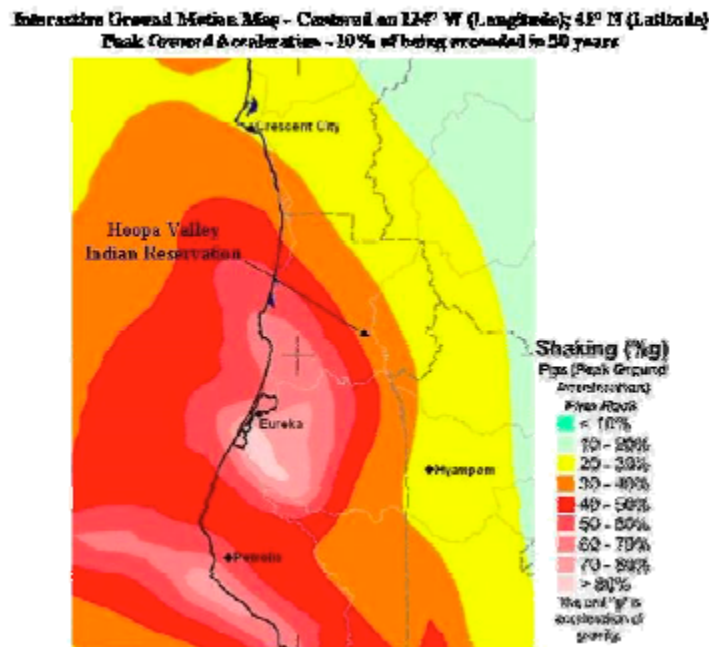 Interactive Ground Motion Map - Centered on 124° W (Longitude); 41° N (Latitude)
Peak Ground Acceleration - 10% of being exceeded in 50 years
Crescent City
Hoopa Valley
Indian Reservation
Eureka
Hyampom
Petrolia
Shaking (%g)
Pga (Peak Ground
Acceleration)
Firm Rock
< 10%
10 - 20%
20 - 30%
30 - 40%
40 - 50%
50 - 60%
60 - 70%
70 - 80%
> 80%
The unit "g" is
acceleration of
gravity.